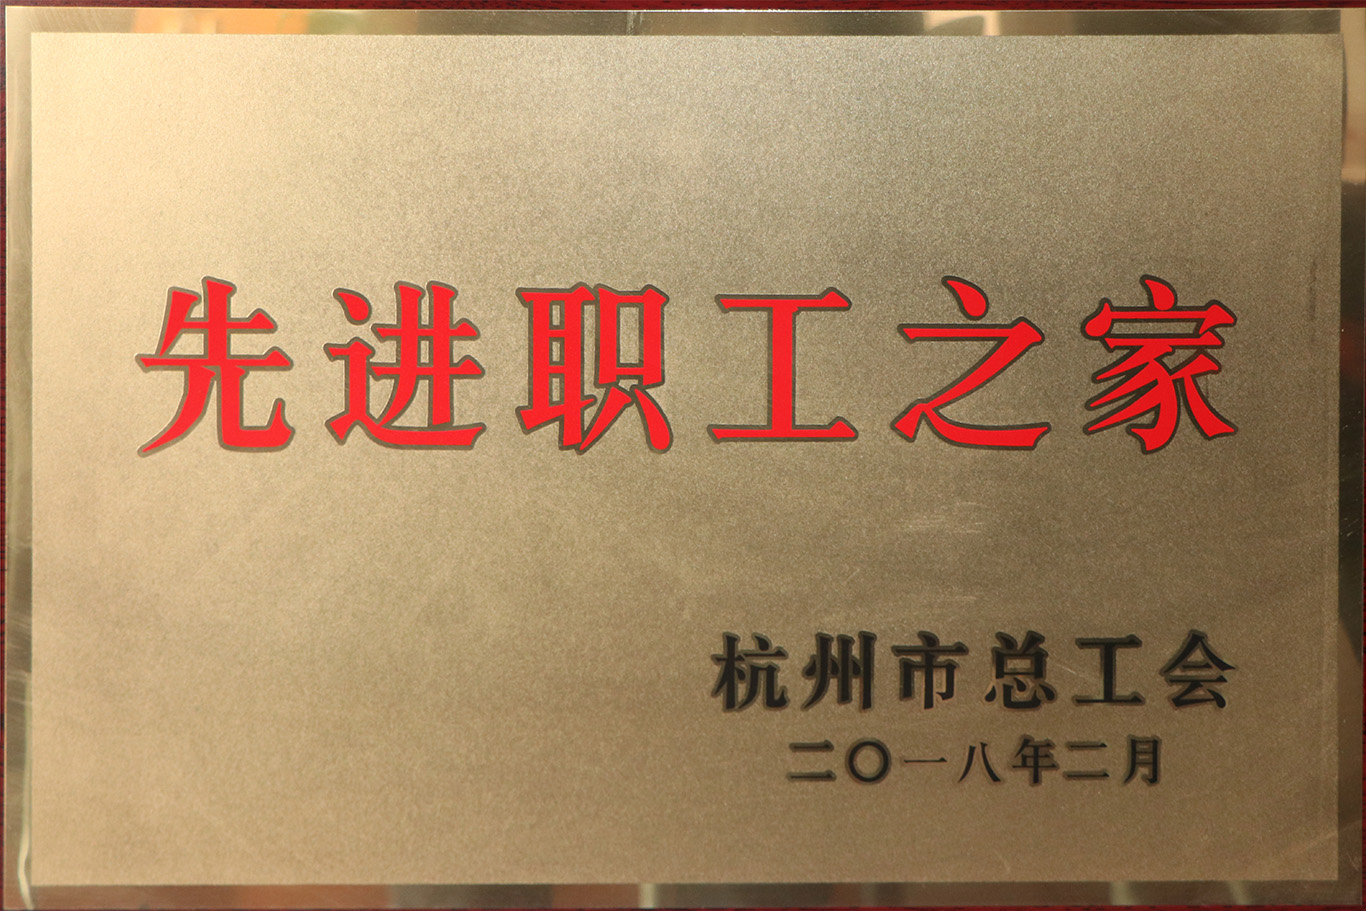 先进职工之家
杭州市总工会
二〇一八年二月